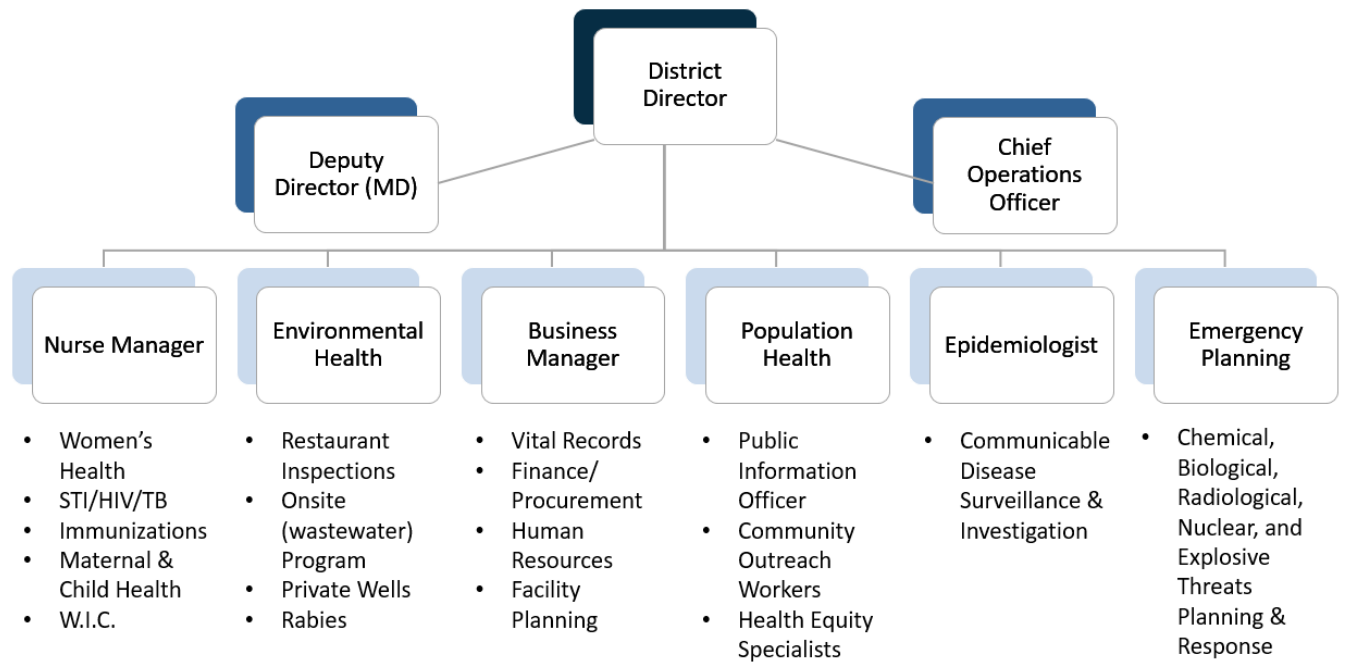 District
Director
Deputy
Director (MD)
Chief
Operations
Officer
Nurse Manager
Environmental
Health
Business
Manager
Population
Health
Epidemiologist
Emergency
Planning
• Women’s
Health
• STI/HIV/TB
• Immunizations
• Maternal &
Child Health
• W.I.C.
• Restaurant
Inspections
• Onsite
(wastewater)
Program
• Private Wells
• Rabies
• Vital Records
• Finance/
Procurement
• Human
Resources
• Facility
Planning
• Public
Information
Officer
• Community
Outreach
Workers
• Health Equity
Specialists
• Communicable
Disease
Surveillance &
Investigation
• Chemical,
Biological,
Radiological,
Nuclear, and
Explosive
Threats
Planning &
Response